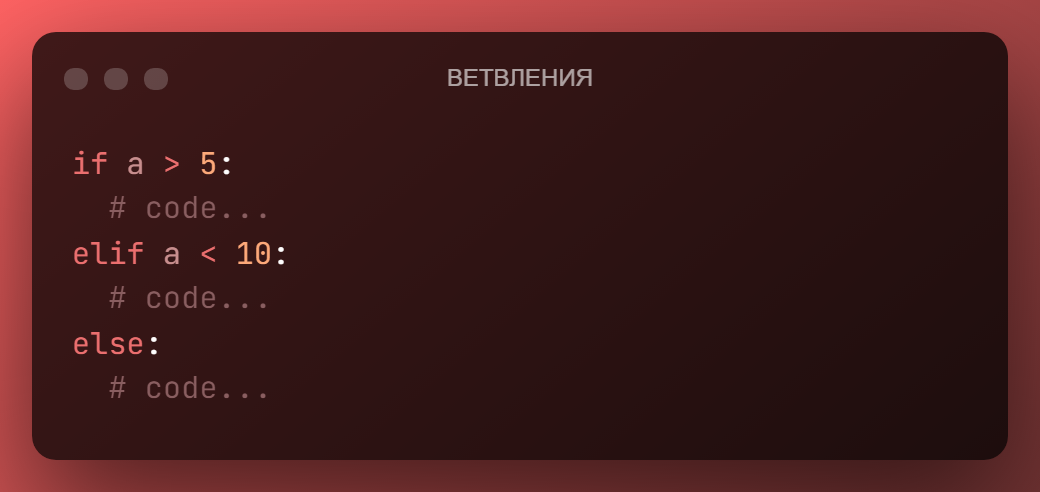 ВЕТВЛЕНИЯ
if a > 5:
  # code...
elif a < 10:
  # code...
else:
  # code...